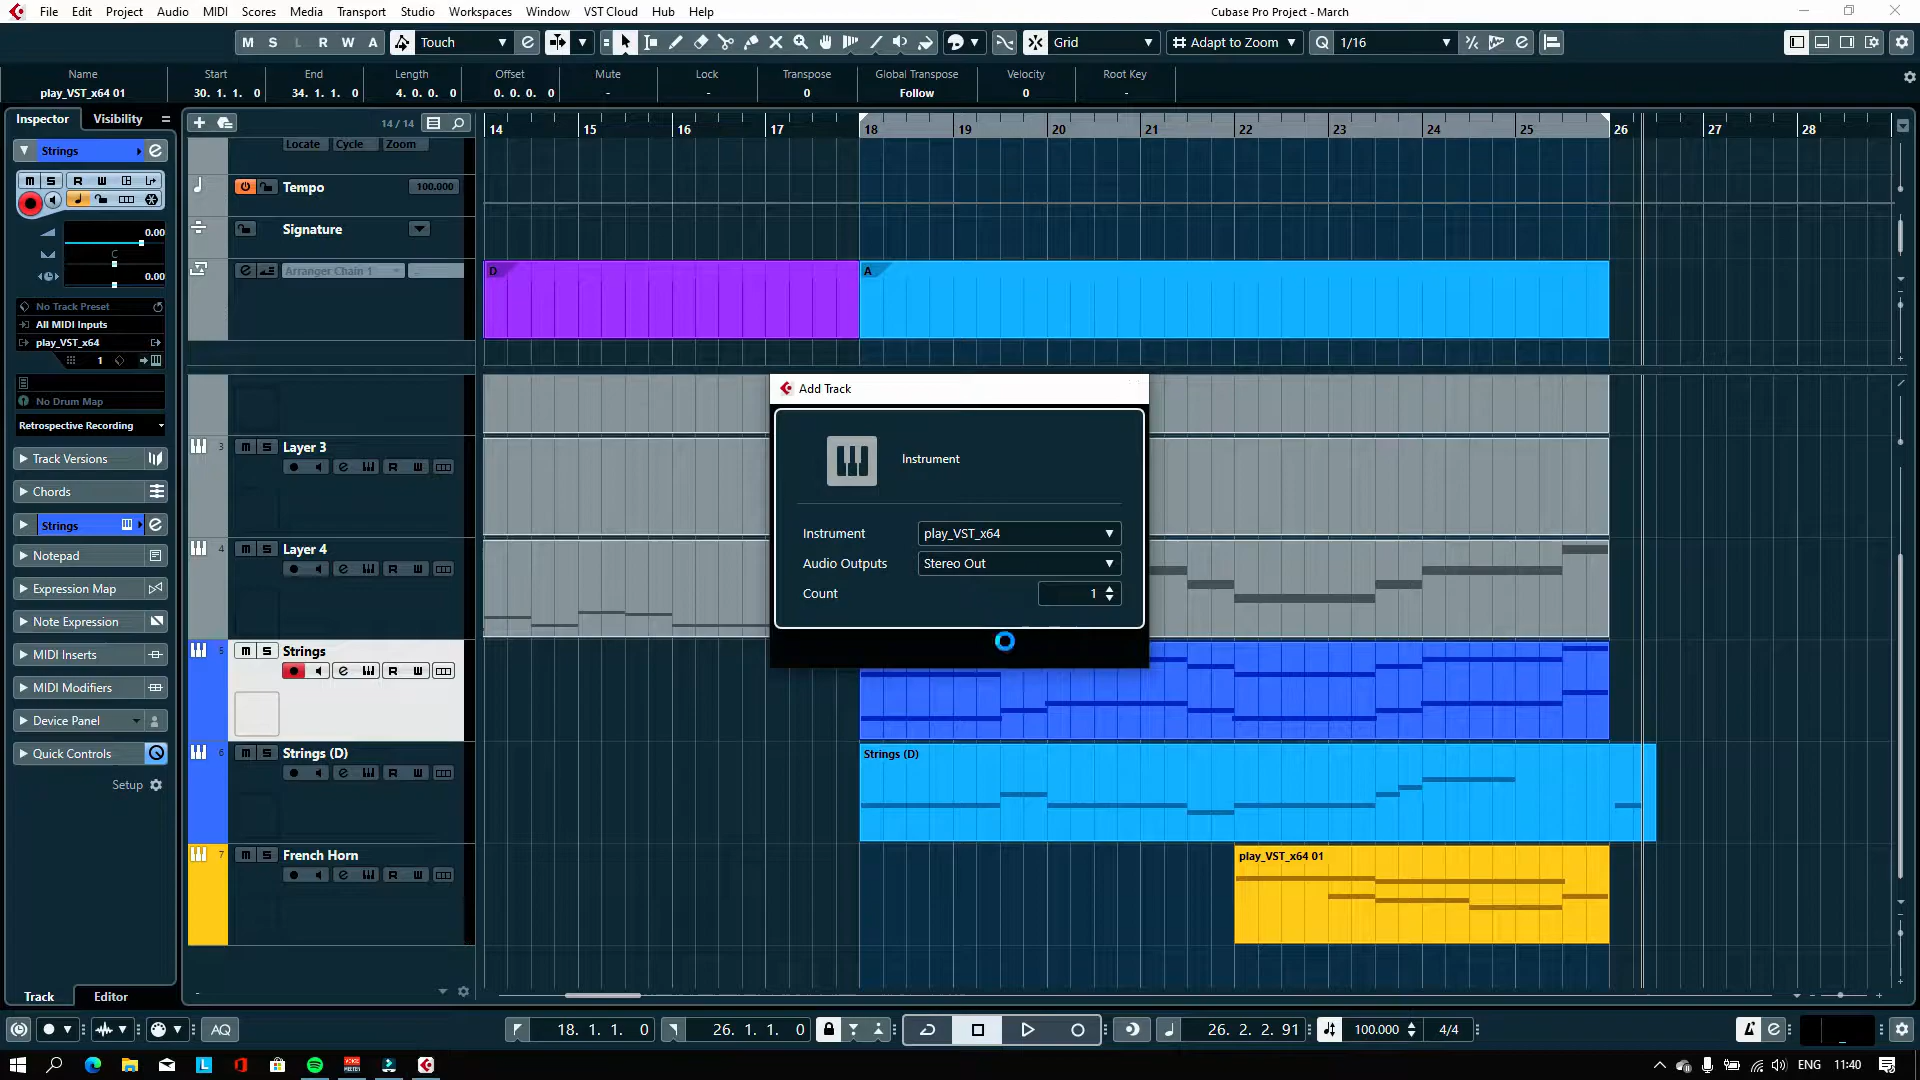 File Edit Project Audio MIDI Scores Media Transport Studio Workspaces Window VST Cloud Hub Help
Cubase Pro Project - March
M S L R W A Touch
Grid
Adapt to Zoom
Q 1/16
Name Start End Length Offset Mute Lock Transpose Global Transpose Velocity Root Key
play_VST_x64 01 30. 1. 1. 0 34. 1. 1. 0 4. 0. 0. 0 0. 0. 0. 0 - - 0 Follow 0 -
Inspector Visibility
14 / 14
14 15 16 17 18 19 20 21 22 23 24 25 26 27 28
Strings
M S R W
0.00
C
0.00
No Track Preset
All MIDI Inputs
play_VST_x64
1
No Drum Map
Retrospective Recording
Track Versions
Chords
Strings
Notepad
Expression Map
Note Expression
MIDI Inserts
MIDI Modifiers
Device Panel
Quick Controls
Setup
Track Editor
Locate Cycle Zoom
Tempo 100.000
Signature
Arranger Chain 1
D
A
3 M S Layer 3
R W
4 M S Layer 4
R W
5 M S Strings
R W
6 M S Strings (D)
R W
7 M S French Horn
R W
Strings (D)
play_VST_x64 01
Add Track
Instrument
Instrument play_VST_x64
Audio Outputs Stereo Out
Count 1
AQ
18. 1. 1. 0
26. 1. 1. 0
26. 2. 2. 91
100.000
4/4
ENG 11:40